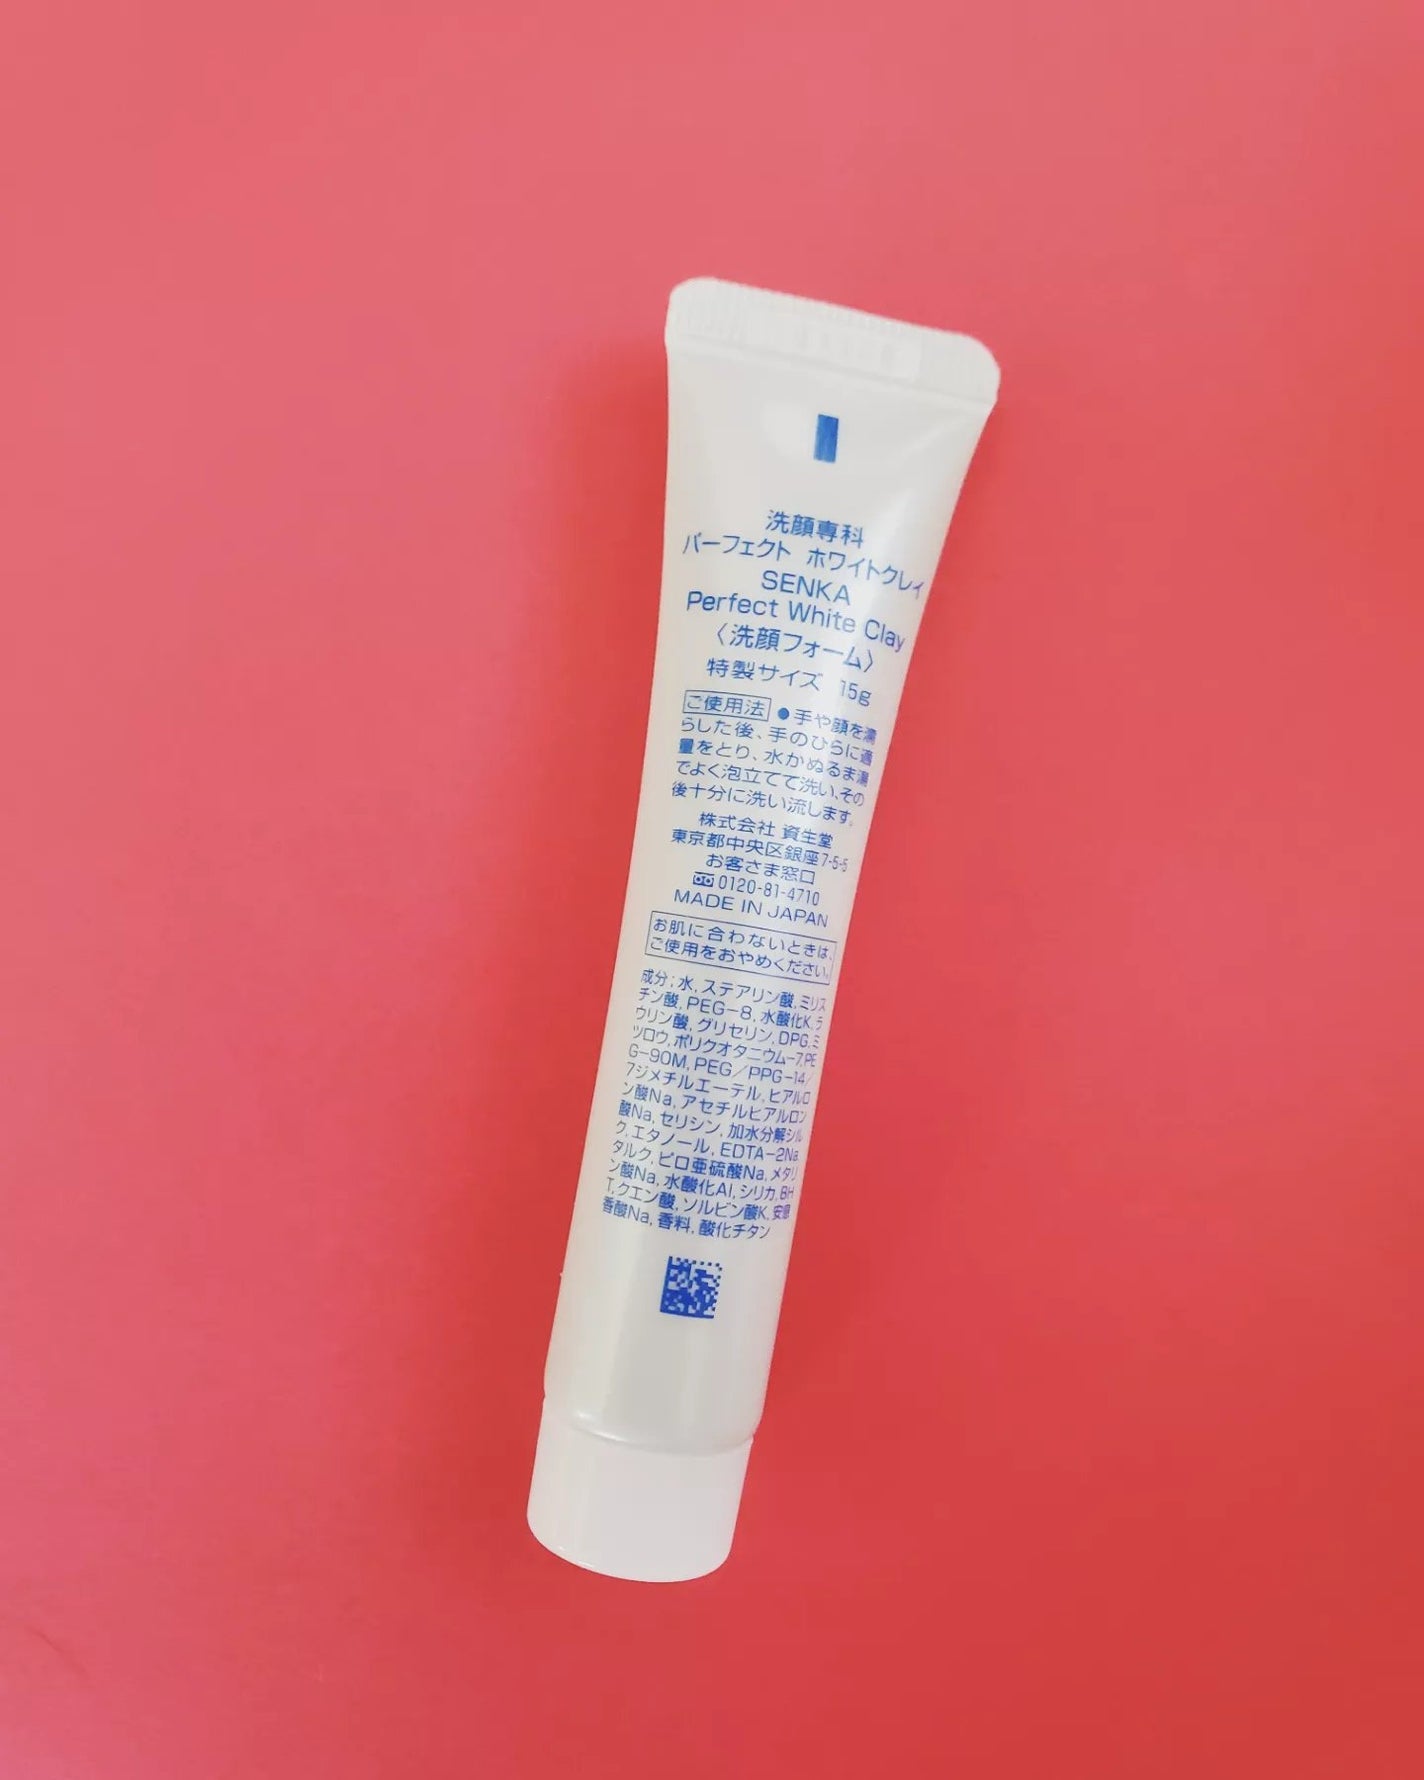 洗顔専科
パーフェクト ホワイトクレイ
SENKA
Perfect White Clay
〈洗顔フォーム〉
特製サイズ 15g
ご使用法 ●手や顔を濡
らした後、手のひらに適
量をとり、水かぬるま湯
でよく泡立てて洗い、その
後十分に洗い流します。
株式会社 資生堂
東京都中央区銀座7-5-5
お客さま窓口
0120-81-4710
MADE IN JAPAN
お肌に合わないときは、
ご使用をおやめください。
成分:水,ステアリン酸,ミリス
チン酸,PEG-8,水酸化K,ラ
ウリン酸,グリセリン,DPG,ミ
ツロウ,ポリクオタニウム-7,PE
G-90M,PEG/PPG-14/
7ジメチルエーテル,ヒアルロ
ン酸Na,アセチルヒアルロン
酸Na,セリシン,加水分解シル
ク,エタノール,EDTA-2Na,
タルク,ピロ亜硫酸Na,メタリ
ン酸Na,水酸化Al,シリカ,BH
T,クエン酸,ソルビン酸K,安息
香酸Na,香料,酸化チタン